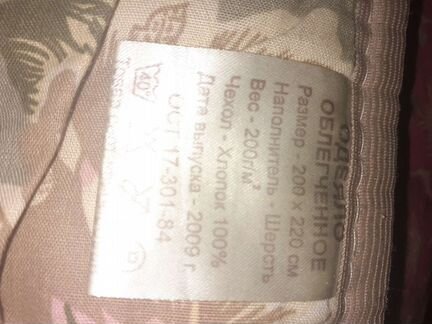 ОДЕЯЛО
ОБЛЕГЧЕННОЕ
Размер - 200 х 220 см
Наполнитель - Шерсть
Вес - 200г/м²
Чехол - Хлопок 100%
Дата выпуска - 2009 г.
ОСТ 17-301-84
40°